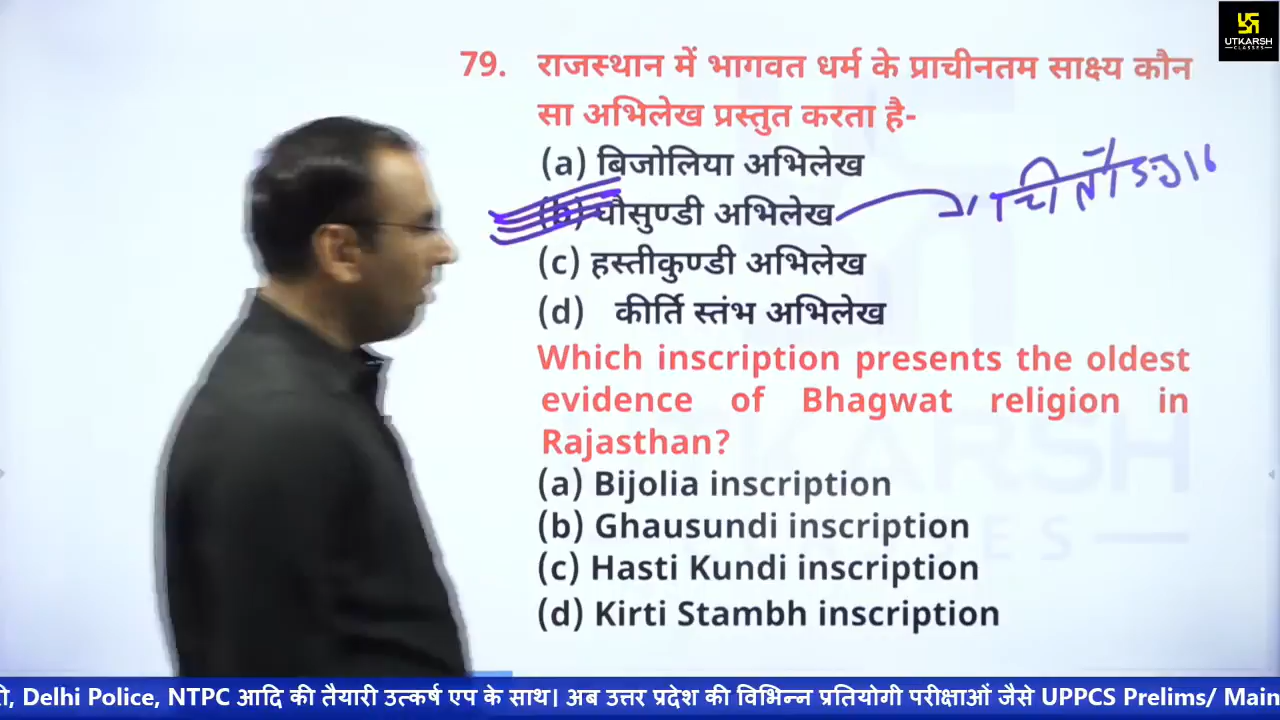 UTKARSH
CLASSES
79. राजस्थान में भागवत धर्म के प्राचीनतम साक्ष्य कौन
सा अभिलेख प्रस्तुत करता है-
(a) बिजोलिया अभिलेख
(b) घौसुण्डी अभिलेख
(c) हस्तीकुण्डी अभिलेख
(d) कीर्ति स्तंभ अभिलेख
Which inscription presents the oldest
evidence of Bhagwat religion in
Rajasthan?
(a) Bijolia inscription
(b) Ghausundi inscription
(c) Hasti Kundi inscription
(d) Kirti Stambh inscription
Delhi Police, NTPC आदि की तैयारी उत्कर्ष एप के साथ। अब उत्तर प्रदेश की विभिन्न प्रतियोगी परीक्षाओं जैसे UPPCS Prelims/ Main